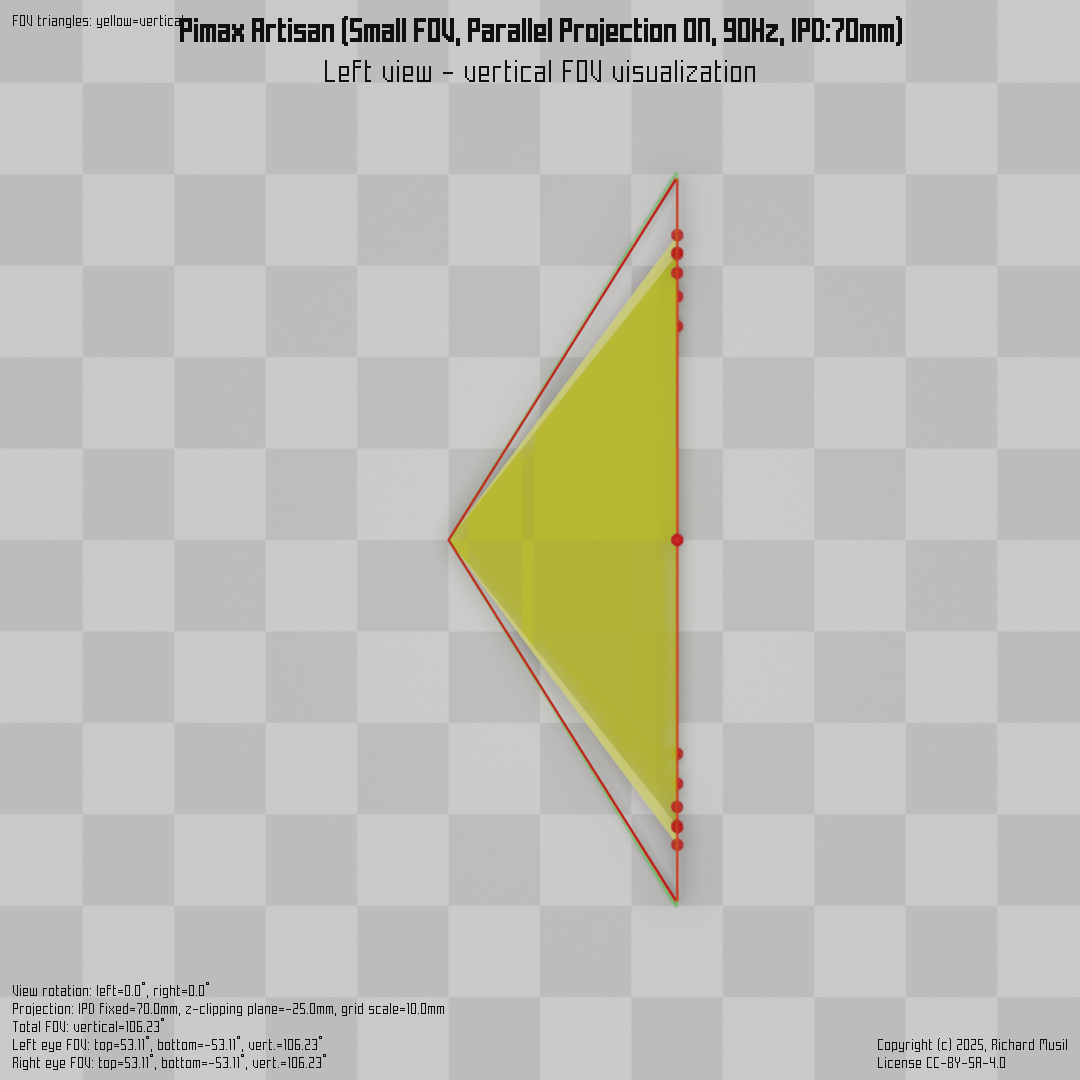 FOV triangles: yellow=vertical
Pimax Artisan (Small FOV, Parallel Projection ON, 90Hz, IPD:70mm)
Left view - vertical FOV visualization
View rotation: left=0.0°, right=0.0°
Projection: IPD fixed=70.0mm, z-clipping plane=-25.0mm, grid scale=10.0mm
Total FOV: vertical=106.23°
Left eye FOV: top=53.11°, bottom=-53.11°, vert.=106.23°
Right eye FOV: top=53.11°, bottom=-53.11°, vert.=106.23°
Copyright (c) 2025, Richard Musil
License CC-BY-SA-4.0